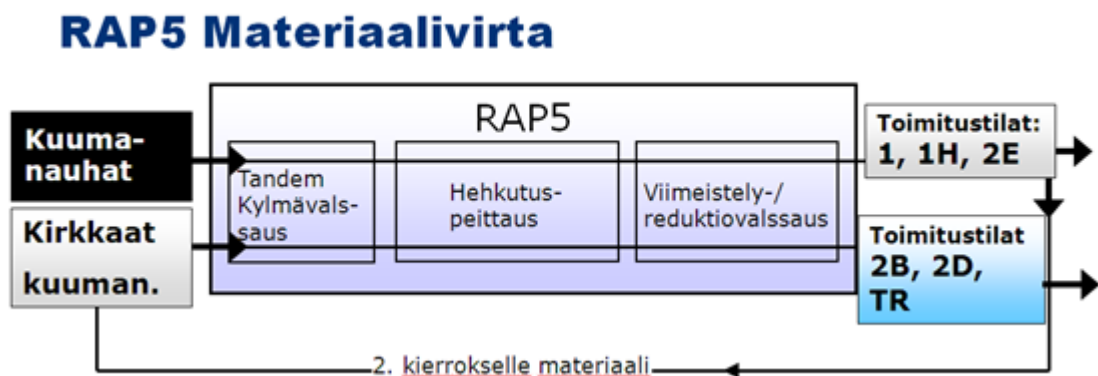 RAP5 Materiaalivirta
RAP5
Kuuma-
nauhat
Kirkkaat
kuuman.
Tandem
Kylmävals-
saus
Hehkutus-
peittaus
Viimeistely-/
reduktiovalssaus
Toimitustilat:
1, 1H, 2E
Toimitustilat
2B, 2D,
TR
2. kierrokselle materiaali